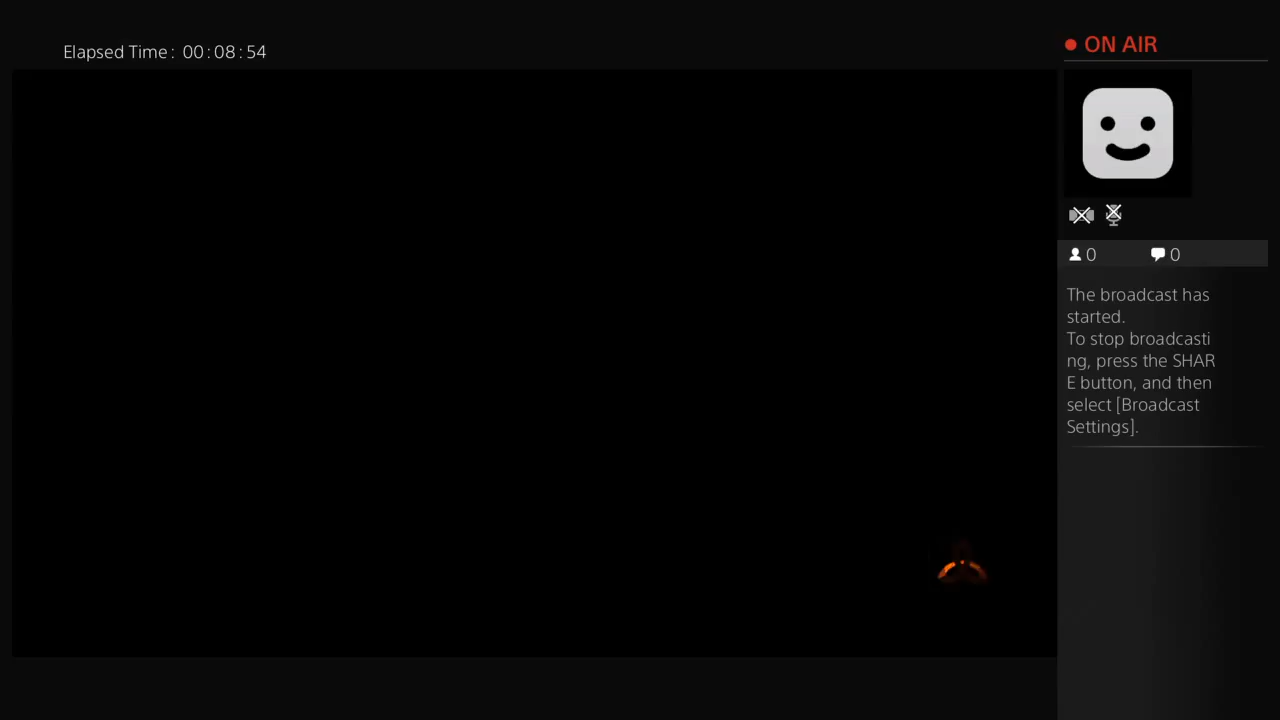 Elapsed Time: 00:08:54
ON AIR
0 0
The broadcast has
started.
To stop broadcasti
ng, press the SHAR
E button, and then
select [Broadcast
Settings].